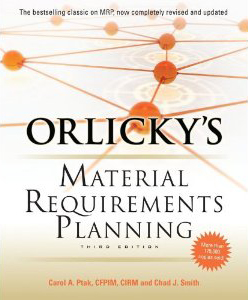 The bestselling classic on MRP, now completely revised and updated
ORLICKY'S
MATERIAL
REQUIREMENTS
PLANNING
THIRD EDITION
Carol A. Ptak, CFPIM, CIRM and Chad J. Smith